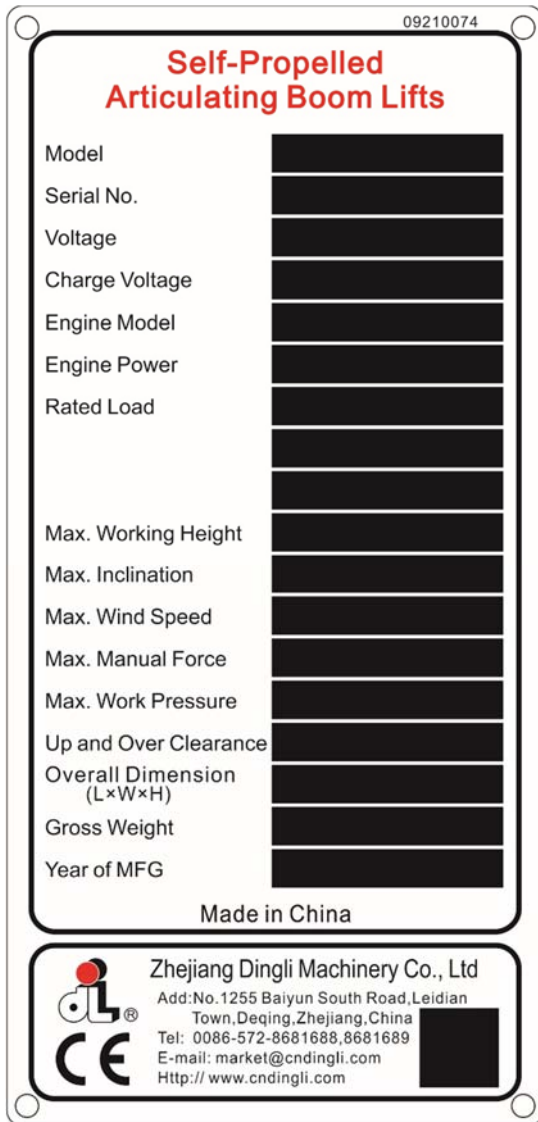 09210074
Self-Propelled
Articulating Boom Lifts
Model
Serial No.
Voltage
Charge Voltage
Engine Model
Engine Power
Rated Load
Max. Working Height
Max. Inclination
Max. Wind Speed
Max. Manual Force
Max. Work Pressure
Up and Over Clearance
Overall Dimension
(L×W×H)
Gross Weight
Year of MFG
Made in China
dL®
CE
Zhejiang Dingli Machinery Co., Ltd
Add:No.1255 Baiyun South Road,Leidian
Town,Deqing,Zhejiang,China
Tel: 0086-572-8681688,8681689
E-mail: market@cndingli.com
Http:// www.cndingli.com